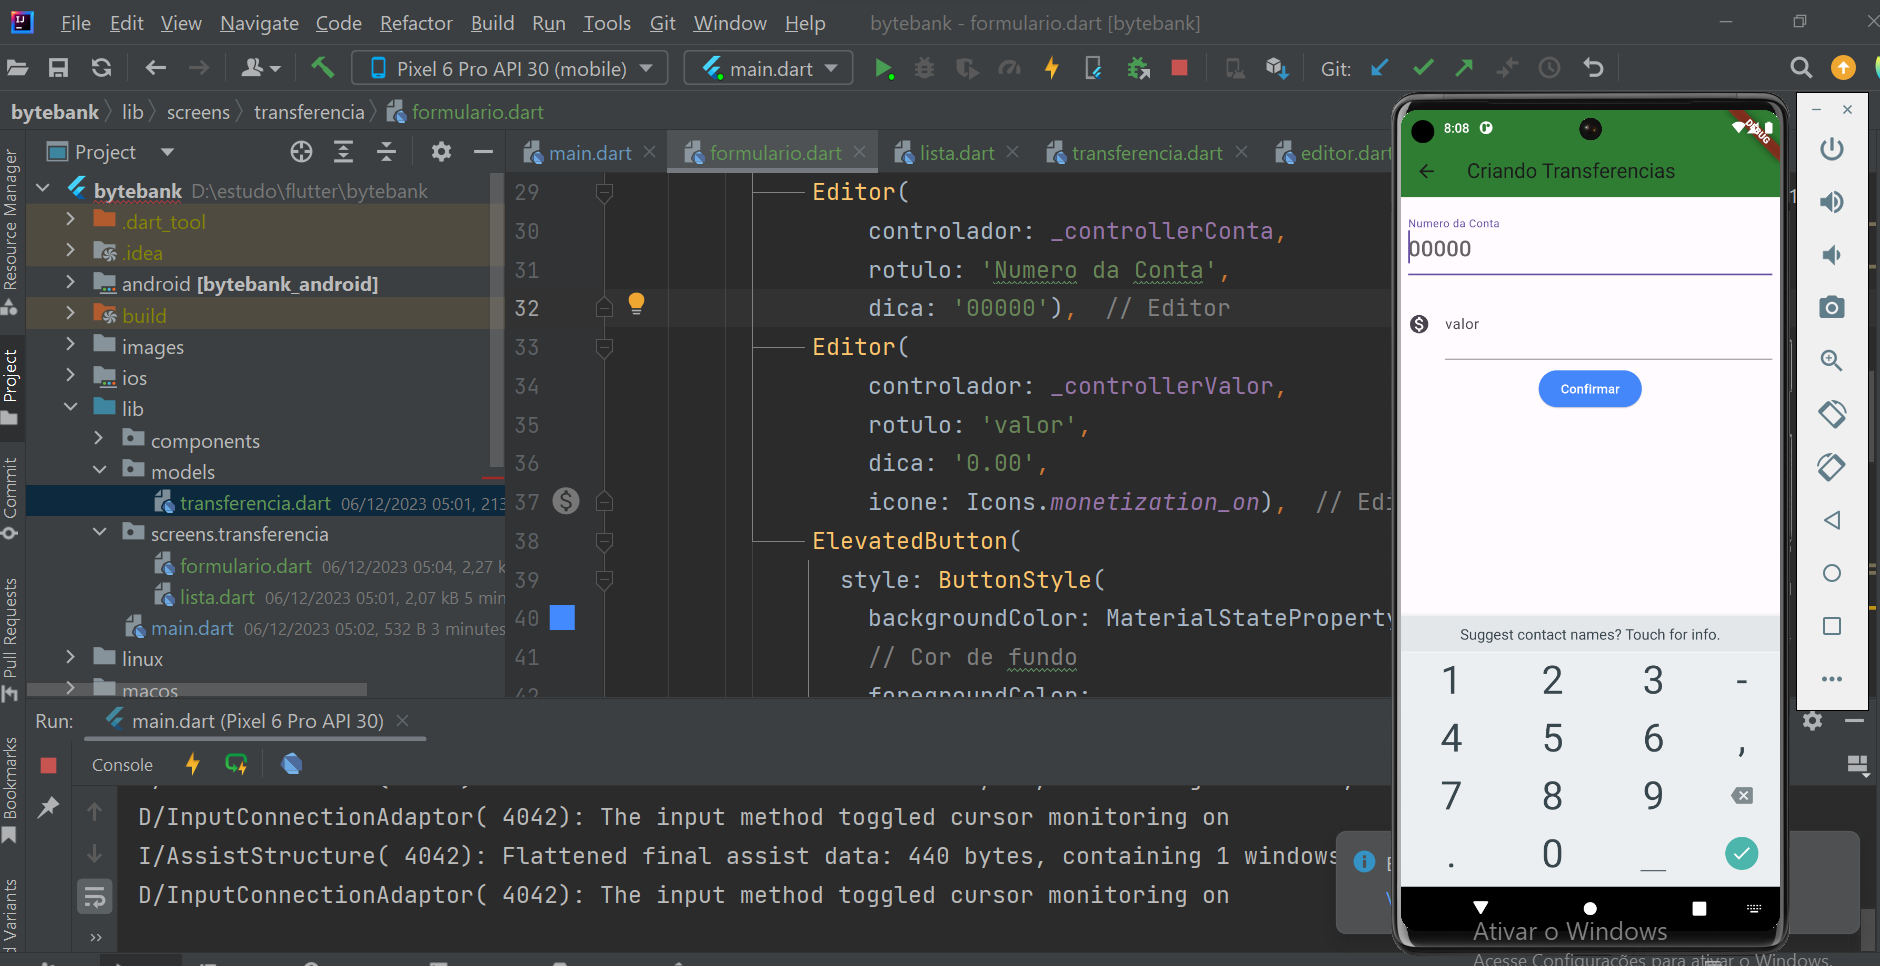 File Edit View Navigate Code Refactor Build Run Tools Git Window Help bytebank - formulario.dart [bytebank]
Pixel 6 Pro API 30 (mobile) main.dart Git:
bytebank lib screens transferencia formulario.dart
Project
main.dart formulario.dart lista.dart transferencia.dart editor.dart
Resource Manager
Project
Commit
Pull Requests
Bookmarks
bytebank D:\estudo\flutter\bytebank
.dart_tool
.idea
android [bytebank_android]
build
images
ios
lib
components
models
transferencia.dart 06/12/2023 05:01, 213
screens.transferencia
formulario.dart 06/12/2023 05:04, 2,27 k
lista.dart 06/12/2023 05:01, 2,07 kB 5 min
main.dart 06/12/2023 05:02, 532 B 3 minutes
linux
macos
29 Editor(
30 controlador: _controllerConta,
31 rotulo: 'Numero da Conta',
32 dica: '00000'), // Editor
33 Editor(
34 controlador: _controllerValor,
35 rotulo: 'valor',
36 dica: '0.00',
37 icone: Icons.monetization_on), // Edi
38 ElevatedButton(
39 style: ButtonStyle(
40 backgroundColor: MaterialStateProperty
41 // Cor de fundo
42 foregroundColor:
Run: main.dart (Pixel 6 Pro API 30)
Console
D/InputConnectionAdaptor( 4042): The input method toggled cursor monitoring on
I/AssistStructure( 4042): Flattened final assist data: 440 bytes, containing 1 windows
D/InputConnectionAdaptor( 4042): The input method toggled cursor monitoring on
8:08
DEBUG
Criando Transferencias
Numero da Conta
00000
valor
Confirmar
Suggest contact names? Touch for info.
1 2 3 -
4 5 6 ,
7 8 9
. 0 _
Ativar o Windows
Acesse Configurações para ativar o Windows.